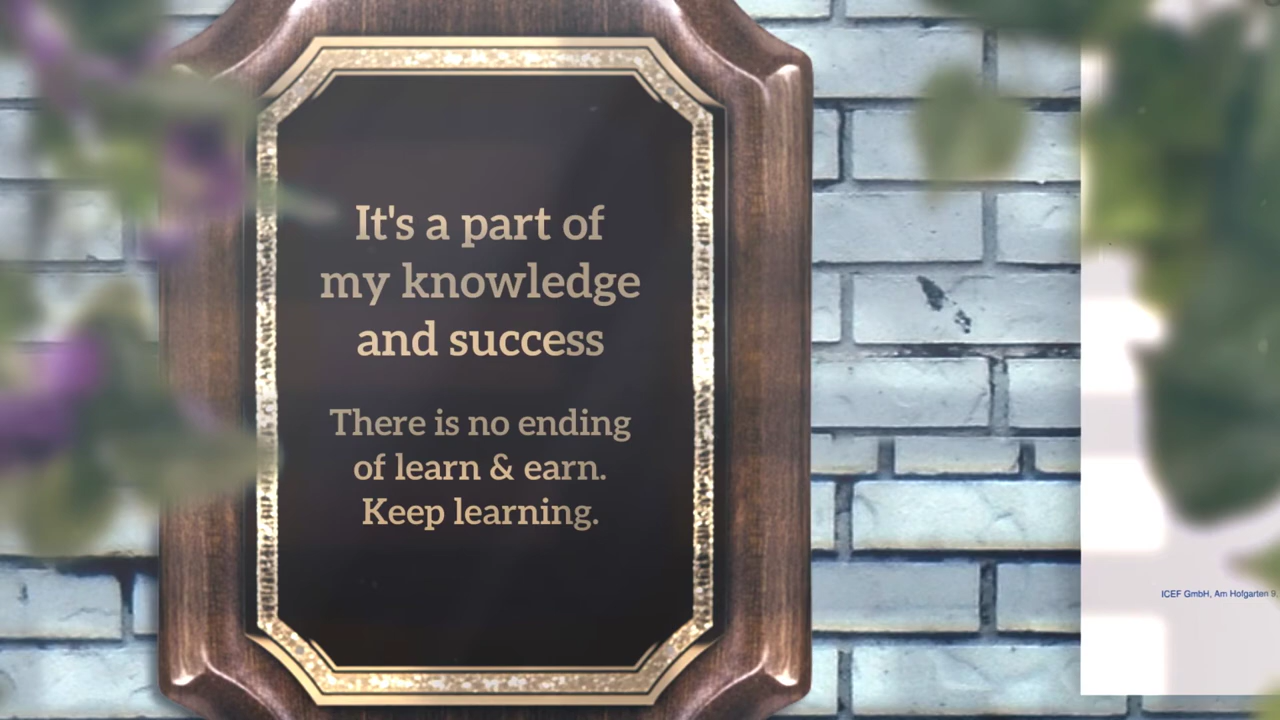 It's a part of
my knowledge
and success
There is no ending
of learn & earn.
Keep learning.
ICEF GmbH, Am Hofgarten 9,